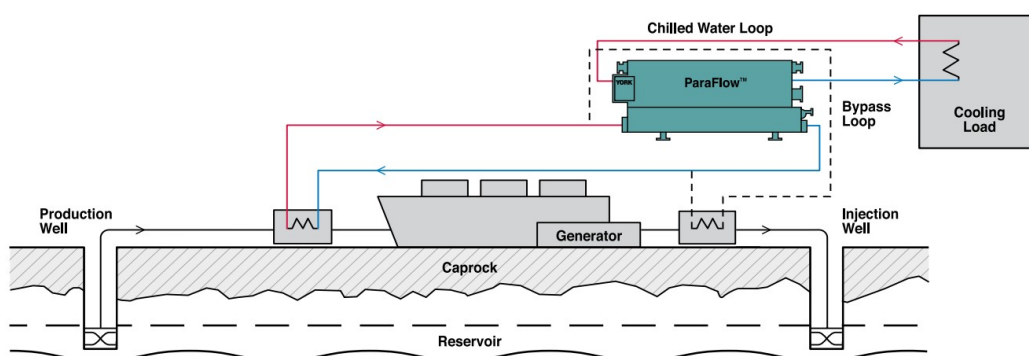 Chilled Water Loop
YORK
ParaFlow™
Bypass
Loop
Cooling
Load
Production
Well
Generator
Injection
Well
Caprock
Reservoir